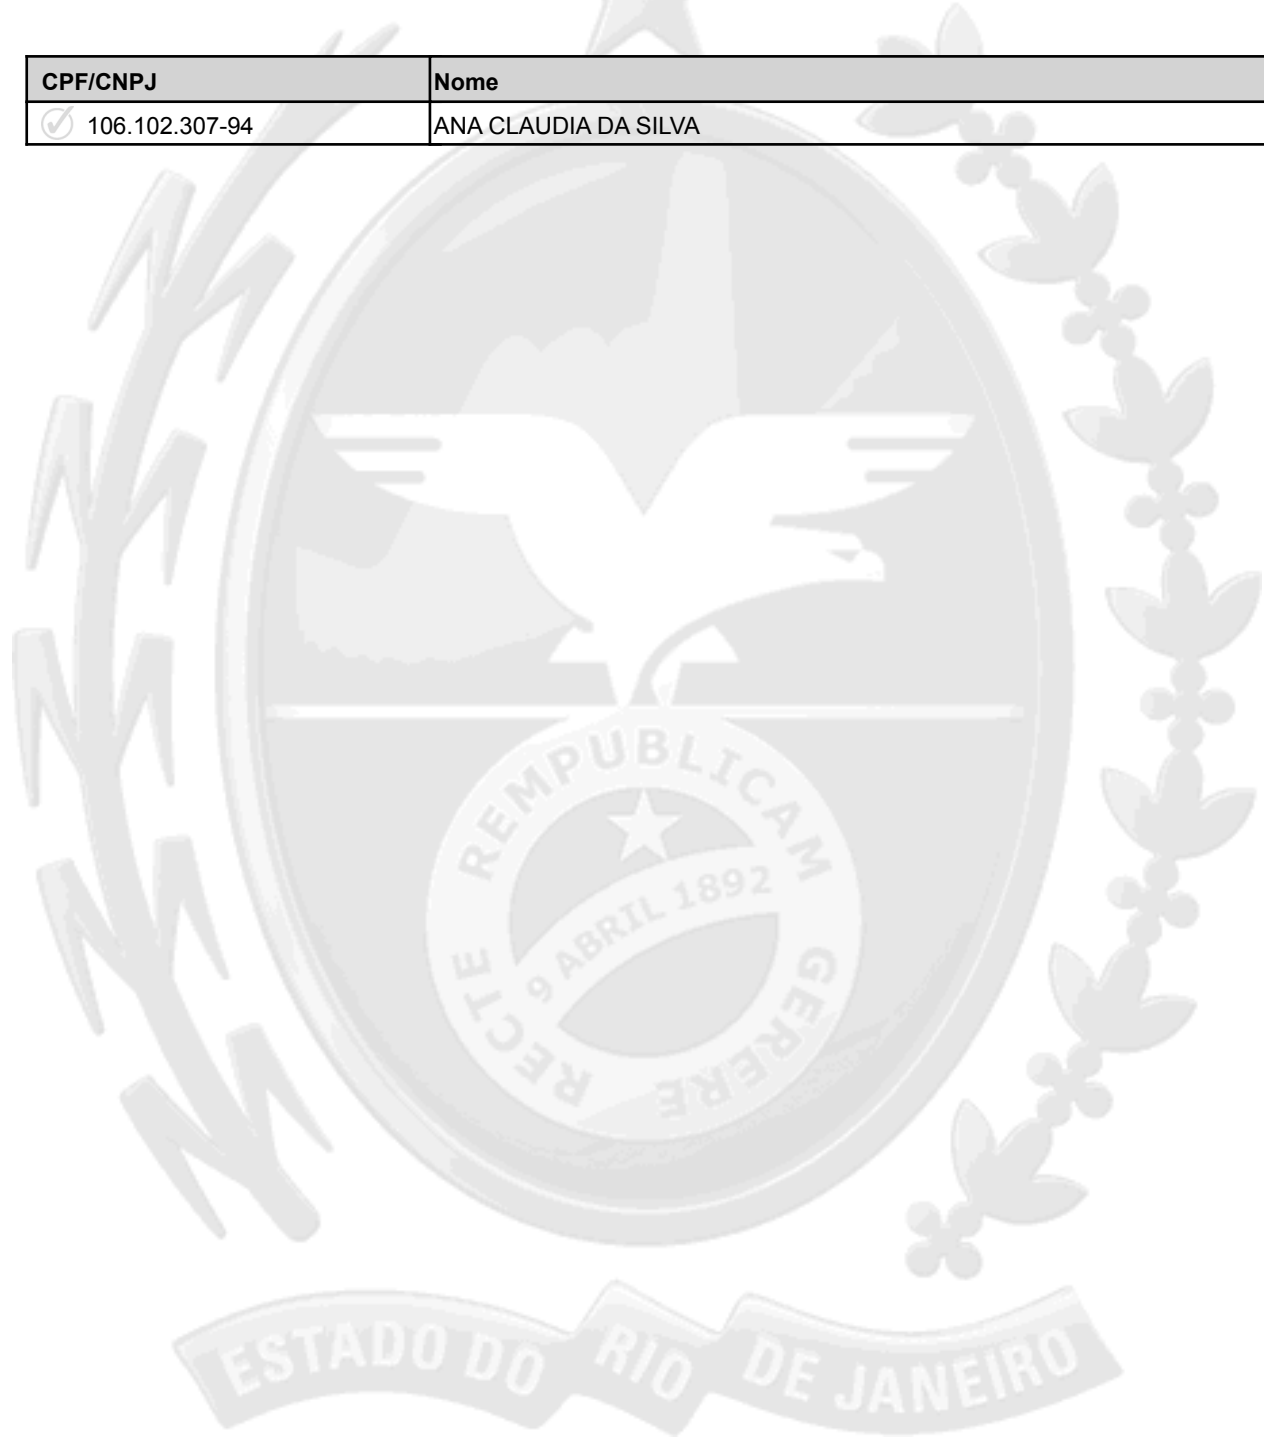 CPF/CNPJ Nome
106.102.307-94 ANA CLAUDIA DA SILVA
RECTE REMPUBLICAM GERERE
9 ABRIL 1892
ESTADO DO RIO DE JANEIRO